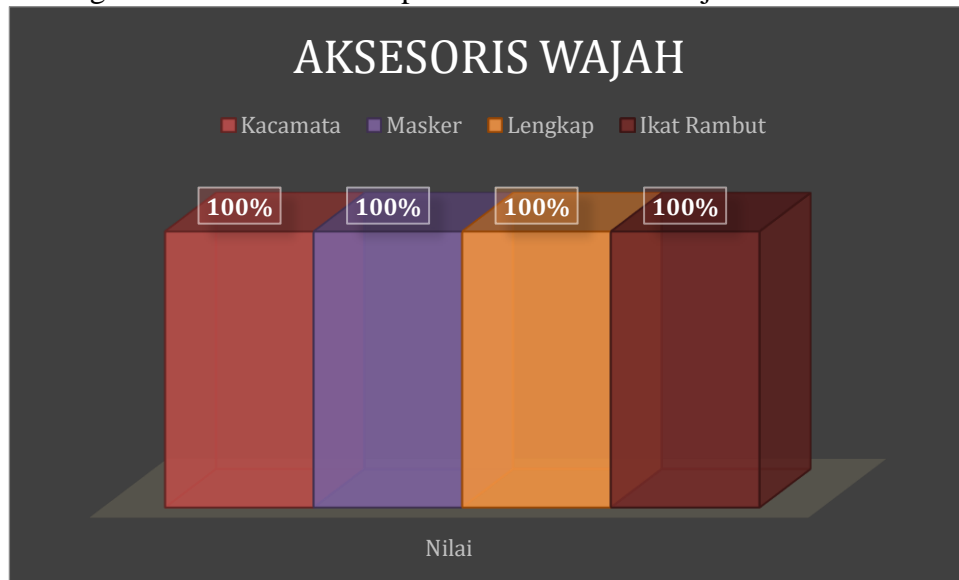 AKSESORIS WAJAH
Kacamata Masker Lengkap Ikat Rambut
100% 100% 100% 100%
Nilai